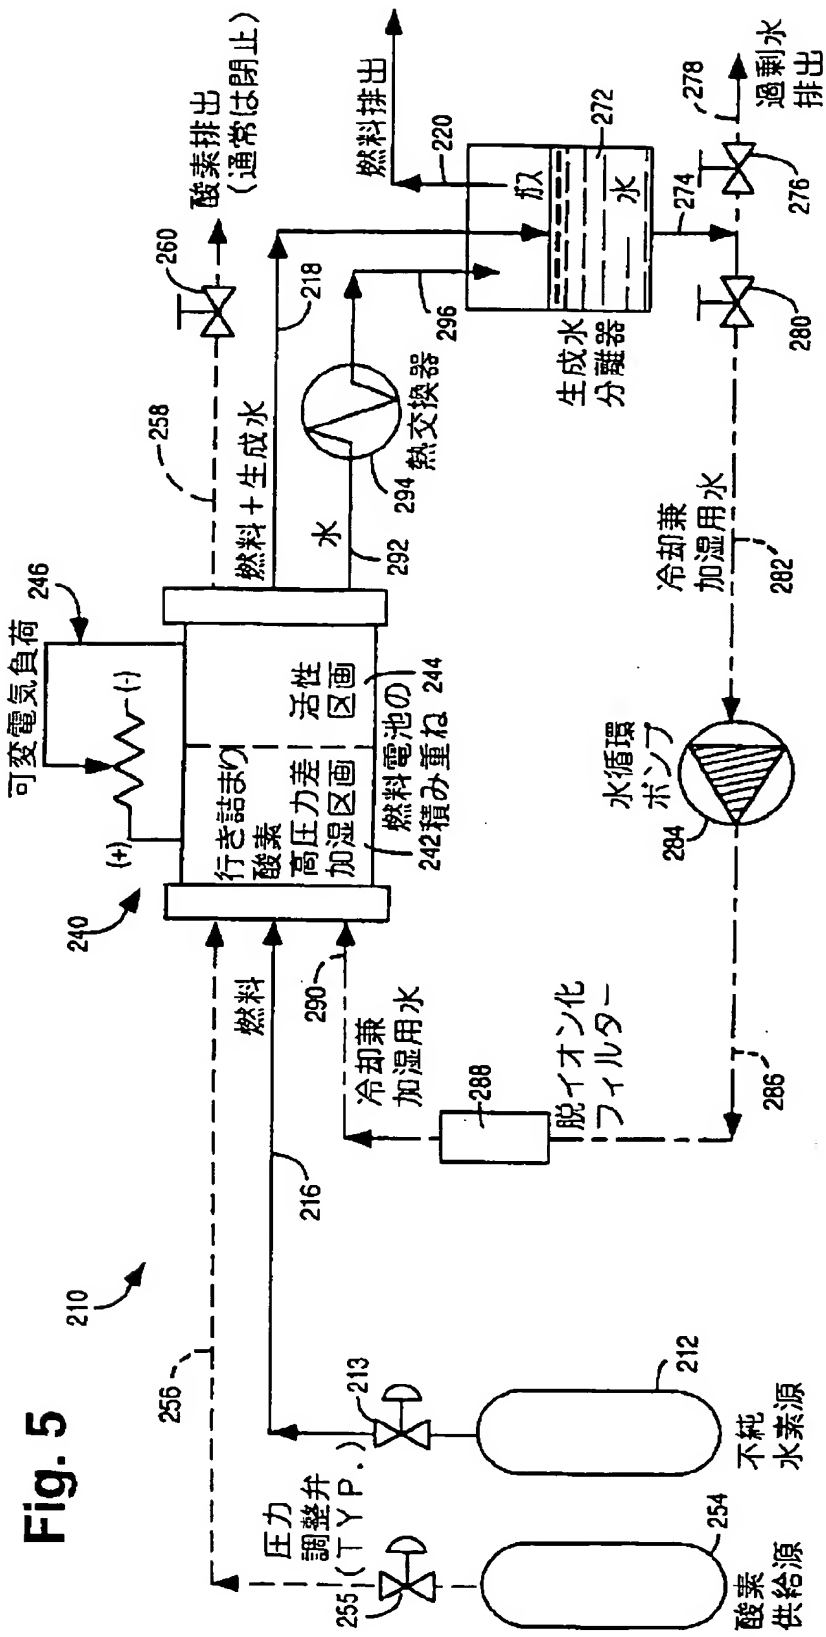 Fig. 5
210
240
可変電気負荷
246
(+)
(-)
行き詰まり
酸素
高圧力差
加湿区画
242
活性
区画
244
燃料電池の
積み重ね
256
258
260
酸素排出
(通常は閉止)
燃料
216
燃料+生成水
218
燃料排出
220
冷却兼
加湿用水
290
水
292
294
熱交換器
296
ガス
水
272
生成水
分離器
274
276
278
過剰水
排出
280
冷却兼
加湿用水
282
水循環
ポンプ
284
286
288
脱イオン化
フィルター
圧力
調整弁
(TYP.)
213
255
212
不純
水素源
254
酸素
供給源